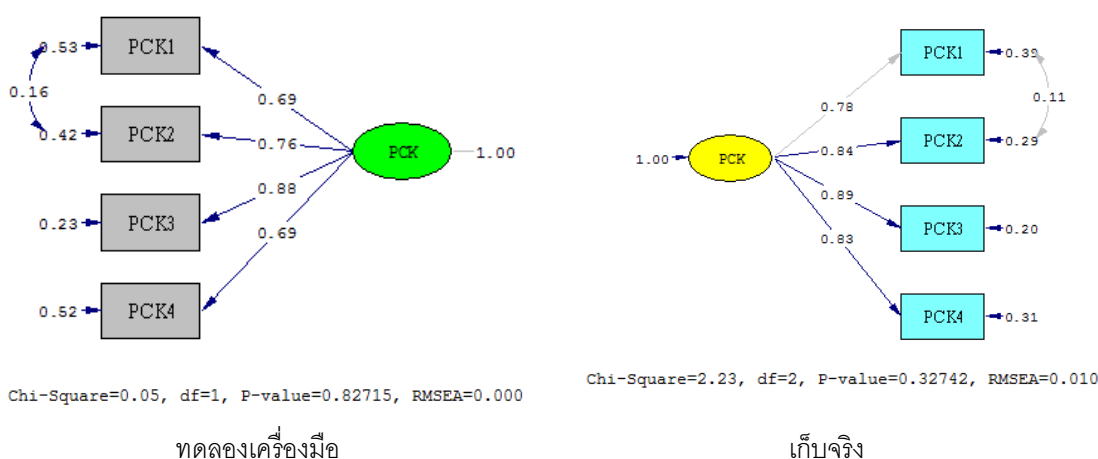 0.53 PCK1
0.16
0.69
0.42 PCK2
0.76
PCK 1.00
0.88
0.23 PCK3
0.69
0.52 PCK4
Chi-Square=0.05, df=1, P-value=0.82715, RMSEA=0.000
ทดลองเครื่องมือ
PCK1 0.39
0.78
0.11
PCK2 0.29
0.84
1.00 PCK
0.89
PCK3 0.20
0.83
PCK4 0.31
Chi-Square=2.23, df=2, P-value=0.32742, RMSEA=0.010
เก็บจริง